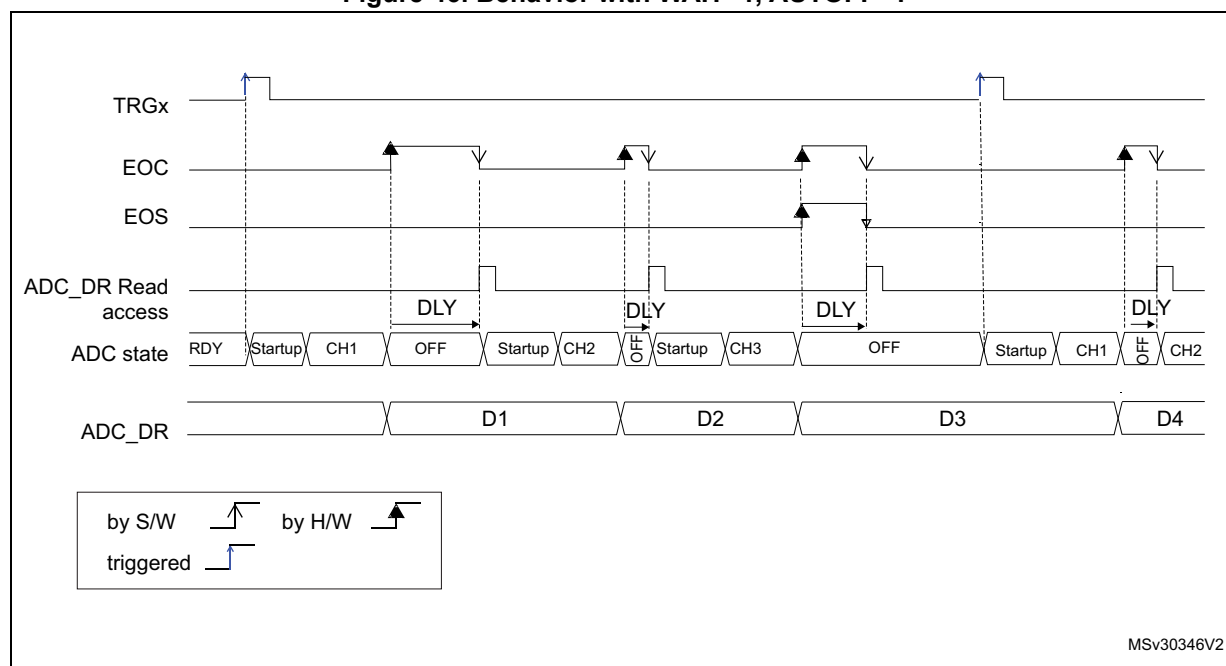 TRGx
EOC
EOS
ADC_DR Read
access
DLY DLY DLY DLY
ADC state RDY Startup CH1 OFF Startup CH2 OFF Startup CH3 OFF Startup CH1 OFF CH2
ADC_DR D1 D2 D3 D4
by S/W by H/W
triggered
MSv30346V2